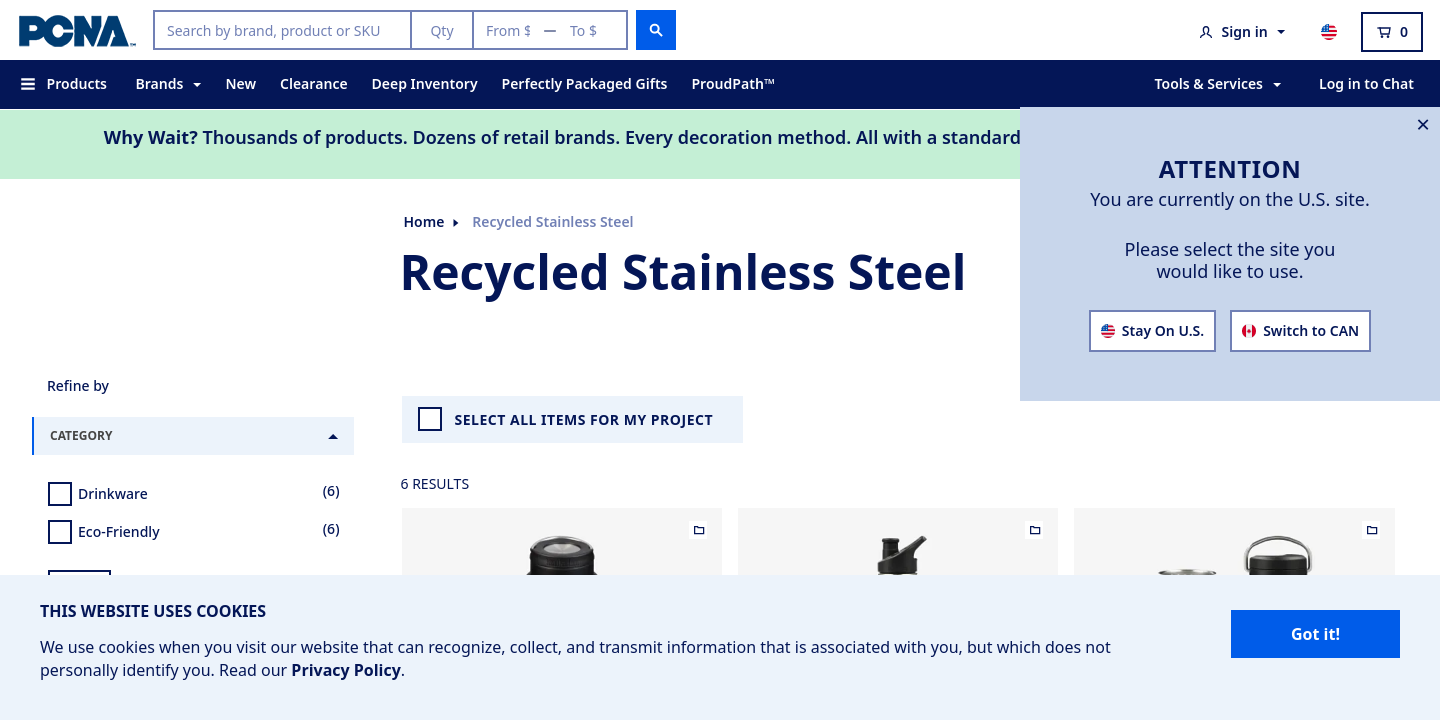 PCNA™
Search by brand, product or SKU
Qty
From $
—
To $
Sign in
0
Products
Brands
New
Clearance
Deep Inventory
Perfectly Packaged Gifts
ProudPath™
Tools & Services
Log in to Chat
Why Wait? Thousands of products. Dozens of retail brands. Every decoration method. All with a standard
ATTENTION
You are currently on the U.S. site.
Please select the site you
would like to use.
Stay On U.S.
Switch to CAN
Home
Recycled Stainless Steel
Recycled Stainless Steel
Refine by
CATEGORY
Drinkware
(6)
Eco-Friendly
(6)
SELECT ALL ITEMS FOR MY PROJECT
6 RESULTS
THIS WEBSITE USES COOKIES
We use cookies when you visit our website that can recognize, collect, and transmit information that is associated with you, but which does not
personally identify you. Read our Privacy Policy.
Got it!